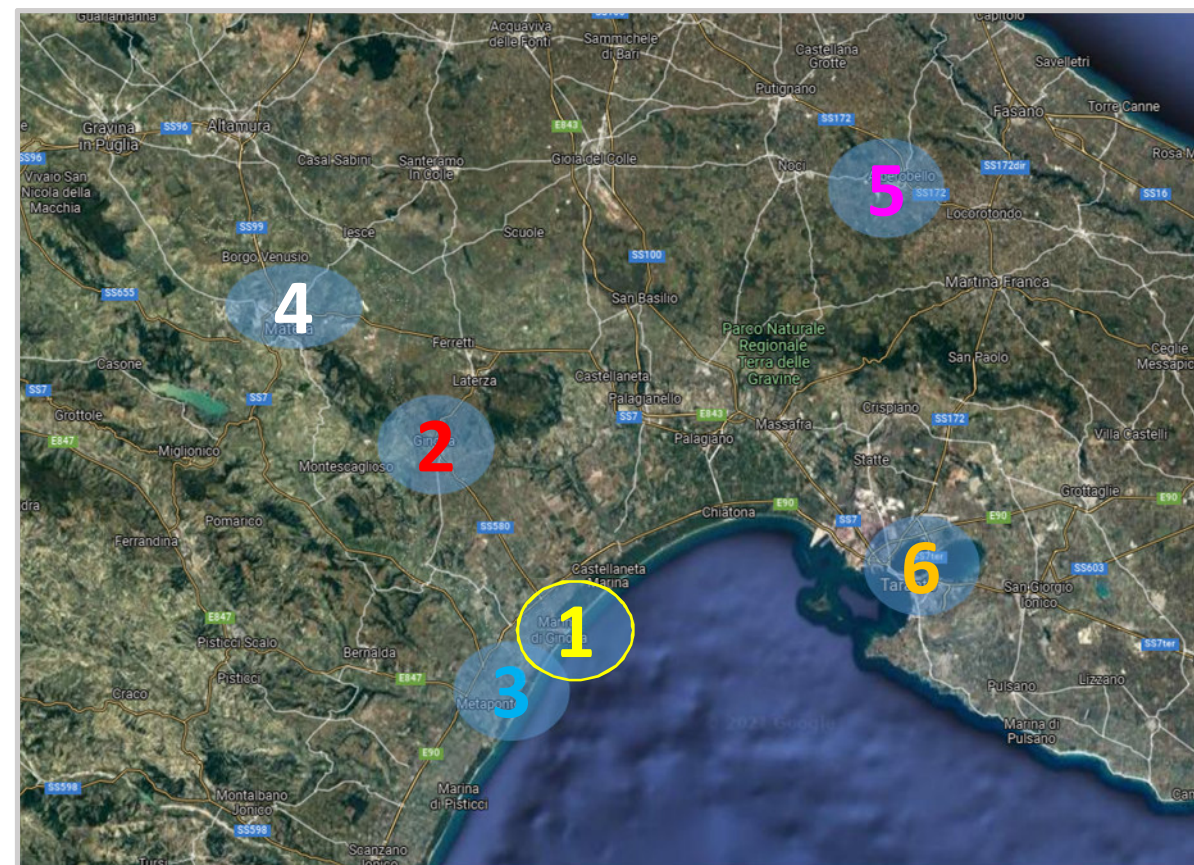 Acquaviva
delle Fonti
Sammichele
di Bari
Castellana
Grotte
Savelletri
Putignano
Fasano
Torre Canne
SS172
E843
Gravina
in Puglia
SS96
Altamura
SS96
Casal Sabini
Santeramo
In Colle
Gioia del Colle
Noci
Alberobello
5
SS172dir
Rosa M
Vivaio San
Nicola della
Macchia
SS172
SS16
Locorotondo
SS99
Iesce
Scuole
Borgo Venusio
SS100
Martina Franca
SS655
San Basilio
4
Matera
Ferretti
Parco Naturale
Regionale
Terra delle
Gravine
San Paolo
Ceglie
Messapic
Casone
Laterza
Castellaneta
SS7
SS7
Palagianello
Grottole
SS7
E843
Crispiano
SS172
Massafra
E847
Miglionico
Ginosa
2
Palagiano
Villa Castelli
Montescaglioso
Statte
Grottaglie
E90
E90
Chiatona
SS7
E90
Pomarico
SS580
Ferrandina
Castellaneta
Marina
6
SS7ter
SS603
San Giorgio
Ionico
E847
Marina
di Ginosa
1
Pisticci Scalo
Bernalda
SS7ter
Pisticci
E847
3
Metaponto
Craco
Pulsano
Lizzano
Marina di
Pulsano
E90
SS598
Marina
di Pisticci
Montalbano
Jonico
SS598
Scanzano
Jonico
Tursi